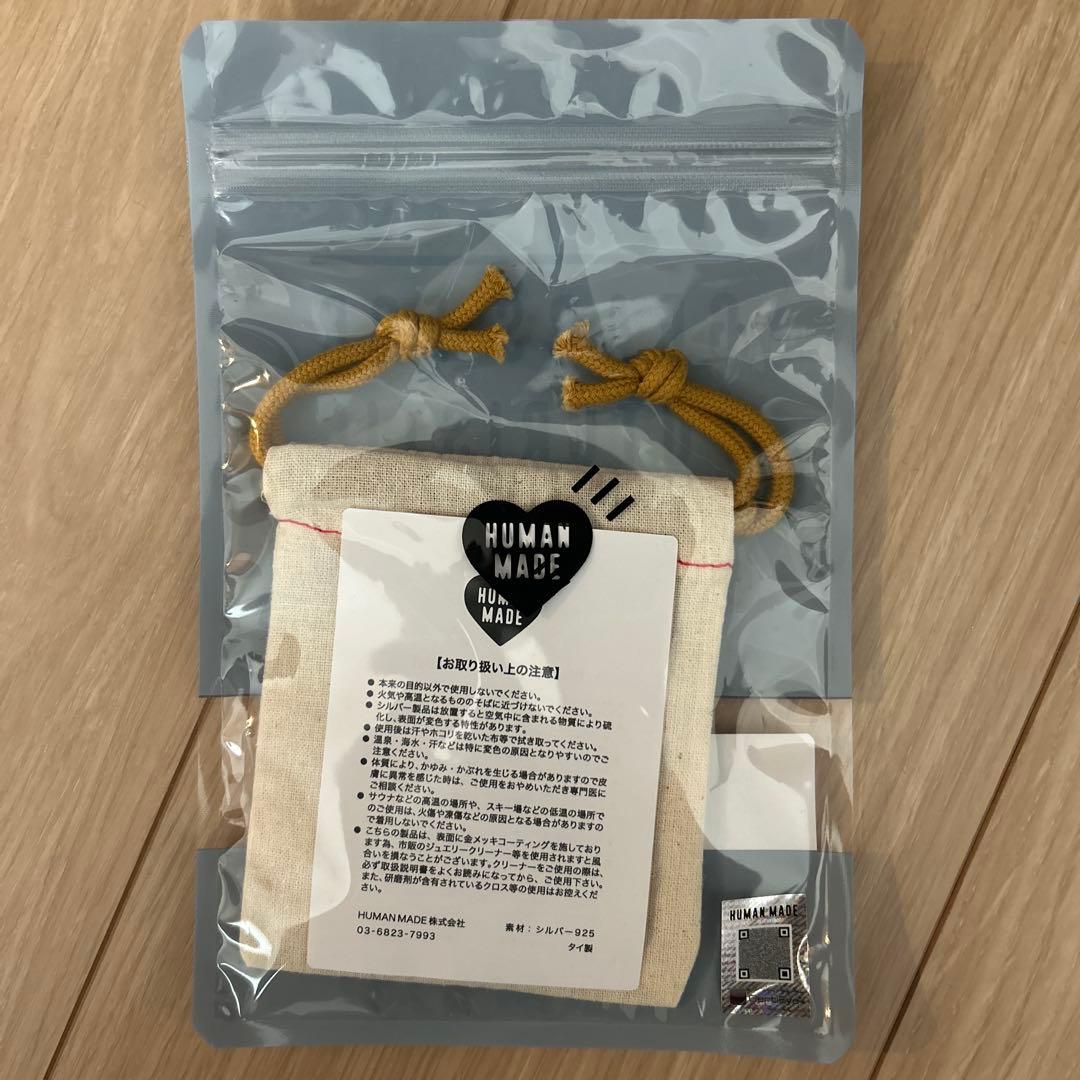 HUMAN
MADE
HUM
MADE
【お取り扱い上の注意】
● 本来の目的以外で使用しないでください。
● 火気や高温となるもののそばに近づけないでください。
● シルバー製品は放置すると空気中に含まれる物質により硫
化し、表面が変色する特性があります。
● 使用後は汗やホコリを乾いた布等で拭き取ってください。
● 温泉・海水・汗などは特に変色の原因となりやすいのでご
注意ください。
● 体質により、かゆみ・かぶれを生じる場合がありますので皮
膚に異常を感じた時は、ご使用をおやめいただき専門医に
ご相談ください。
● サウナなどの高温の場所や、スキー場などの低温の場所で
のご使用は、火傷や凍傷などの原因となる場合があります ので
で着用しないでください。
● こちらの製品は、表面に金メッキコーティングを施しており
ます為、市販のジュエリークリーナー等を使用されますと風
合いを損なうことがございます。クリーナーをご使用の際は、
必ず取扱説明書をよくお読みになってから、ご使用下さい。
また、研磨剤が含有されているクロス等の使用はお控えくだ
さい。
HUMAN MADE 株式会社
03-6823-7993
素材：シルバー925
タイ製
HUMAN MADE